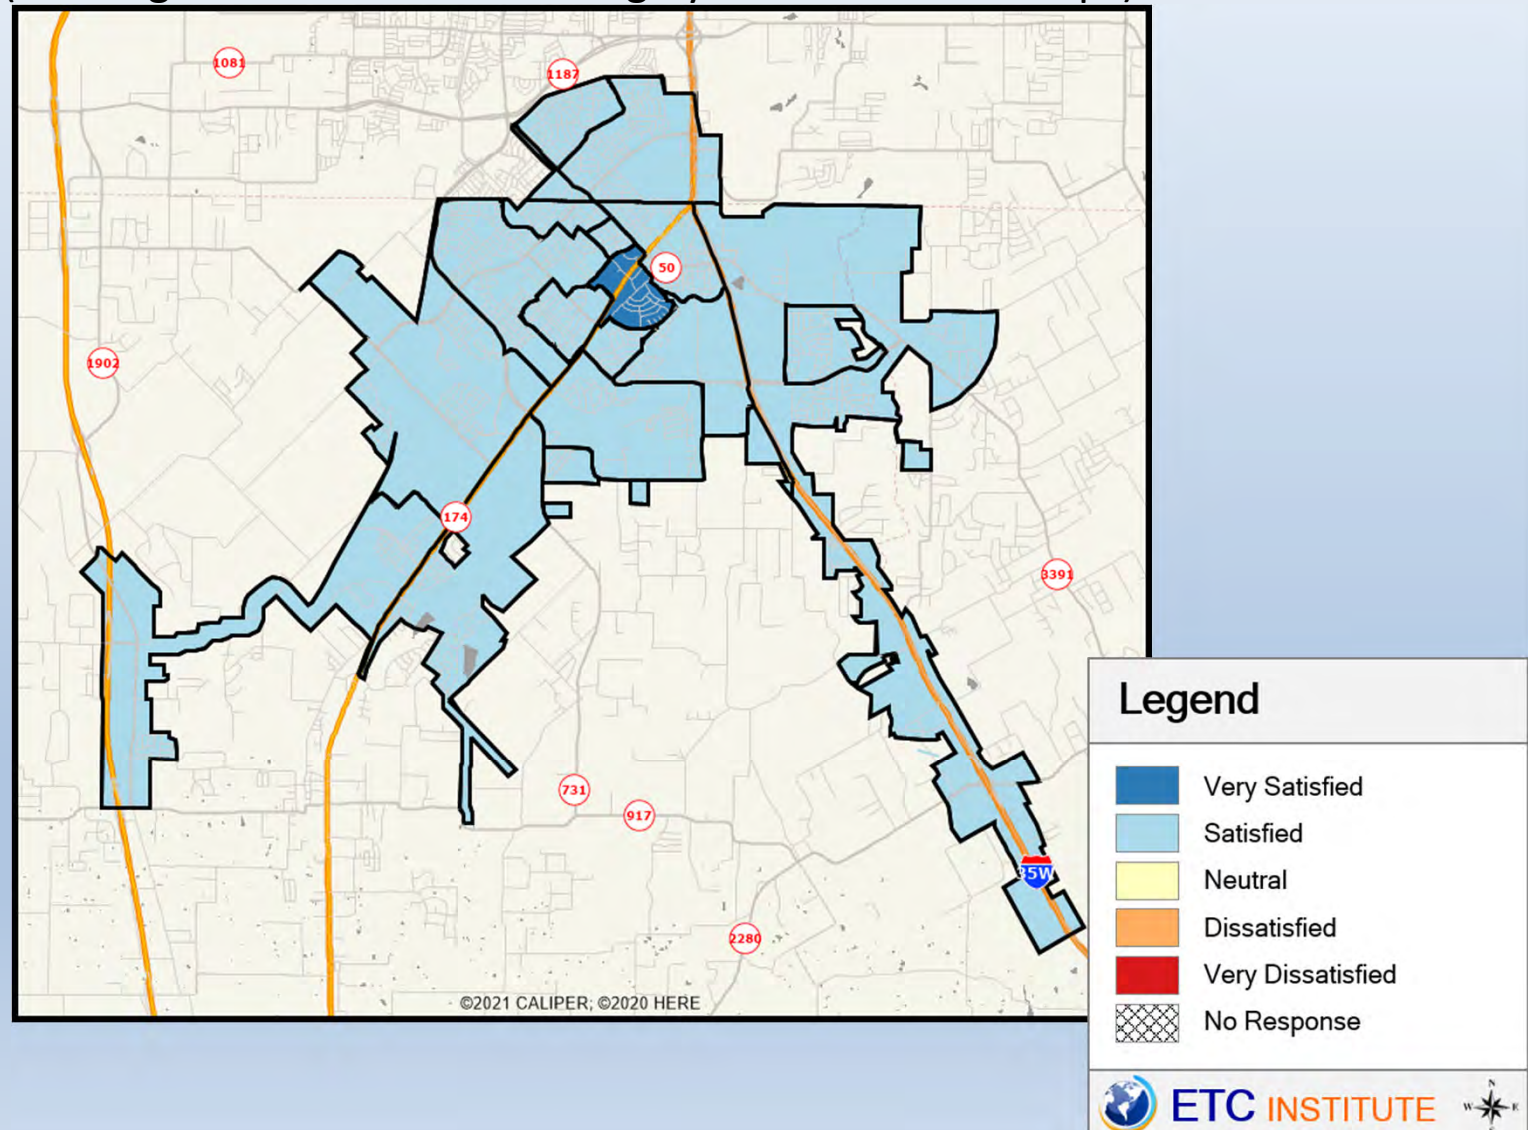 1081
1187
50
1902
174
3391
731
917
35W
2280
©2021 CALIPER; ©2020 HERE
Legend
Very Satisfied
Satisfied
Neutral
Dissatisfied
Very Dissatisfied
No Response
ETC INSTITUTE
N
W E